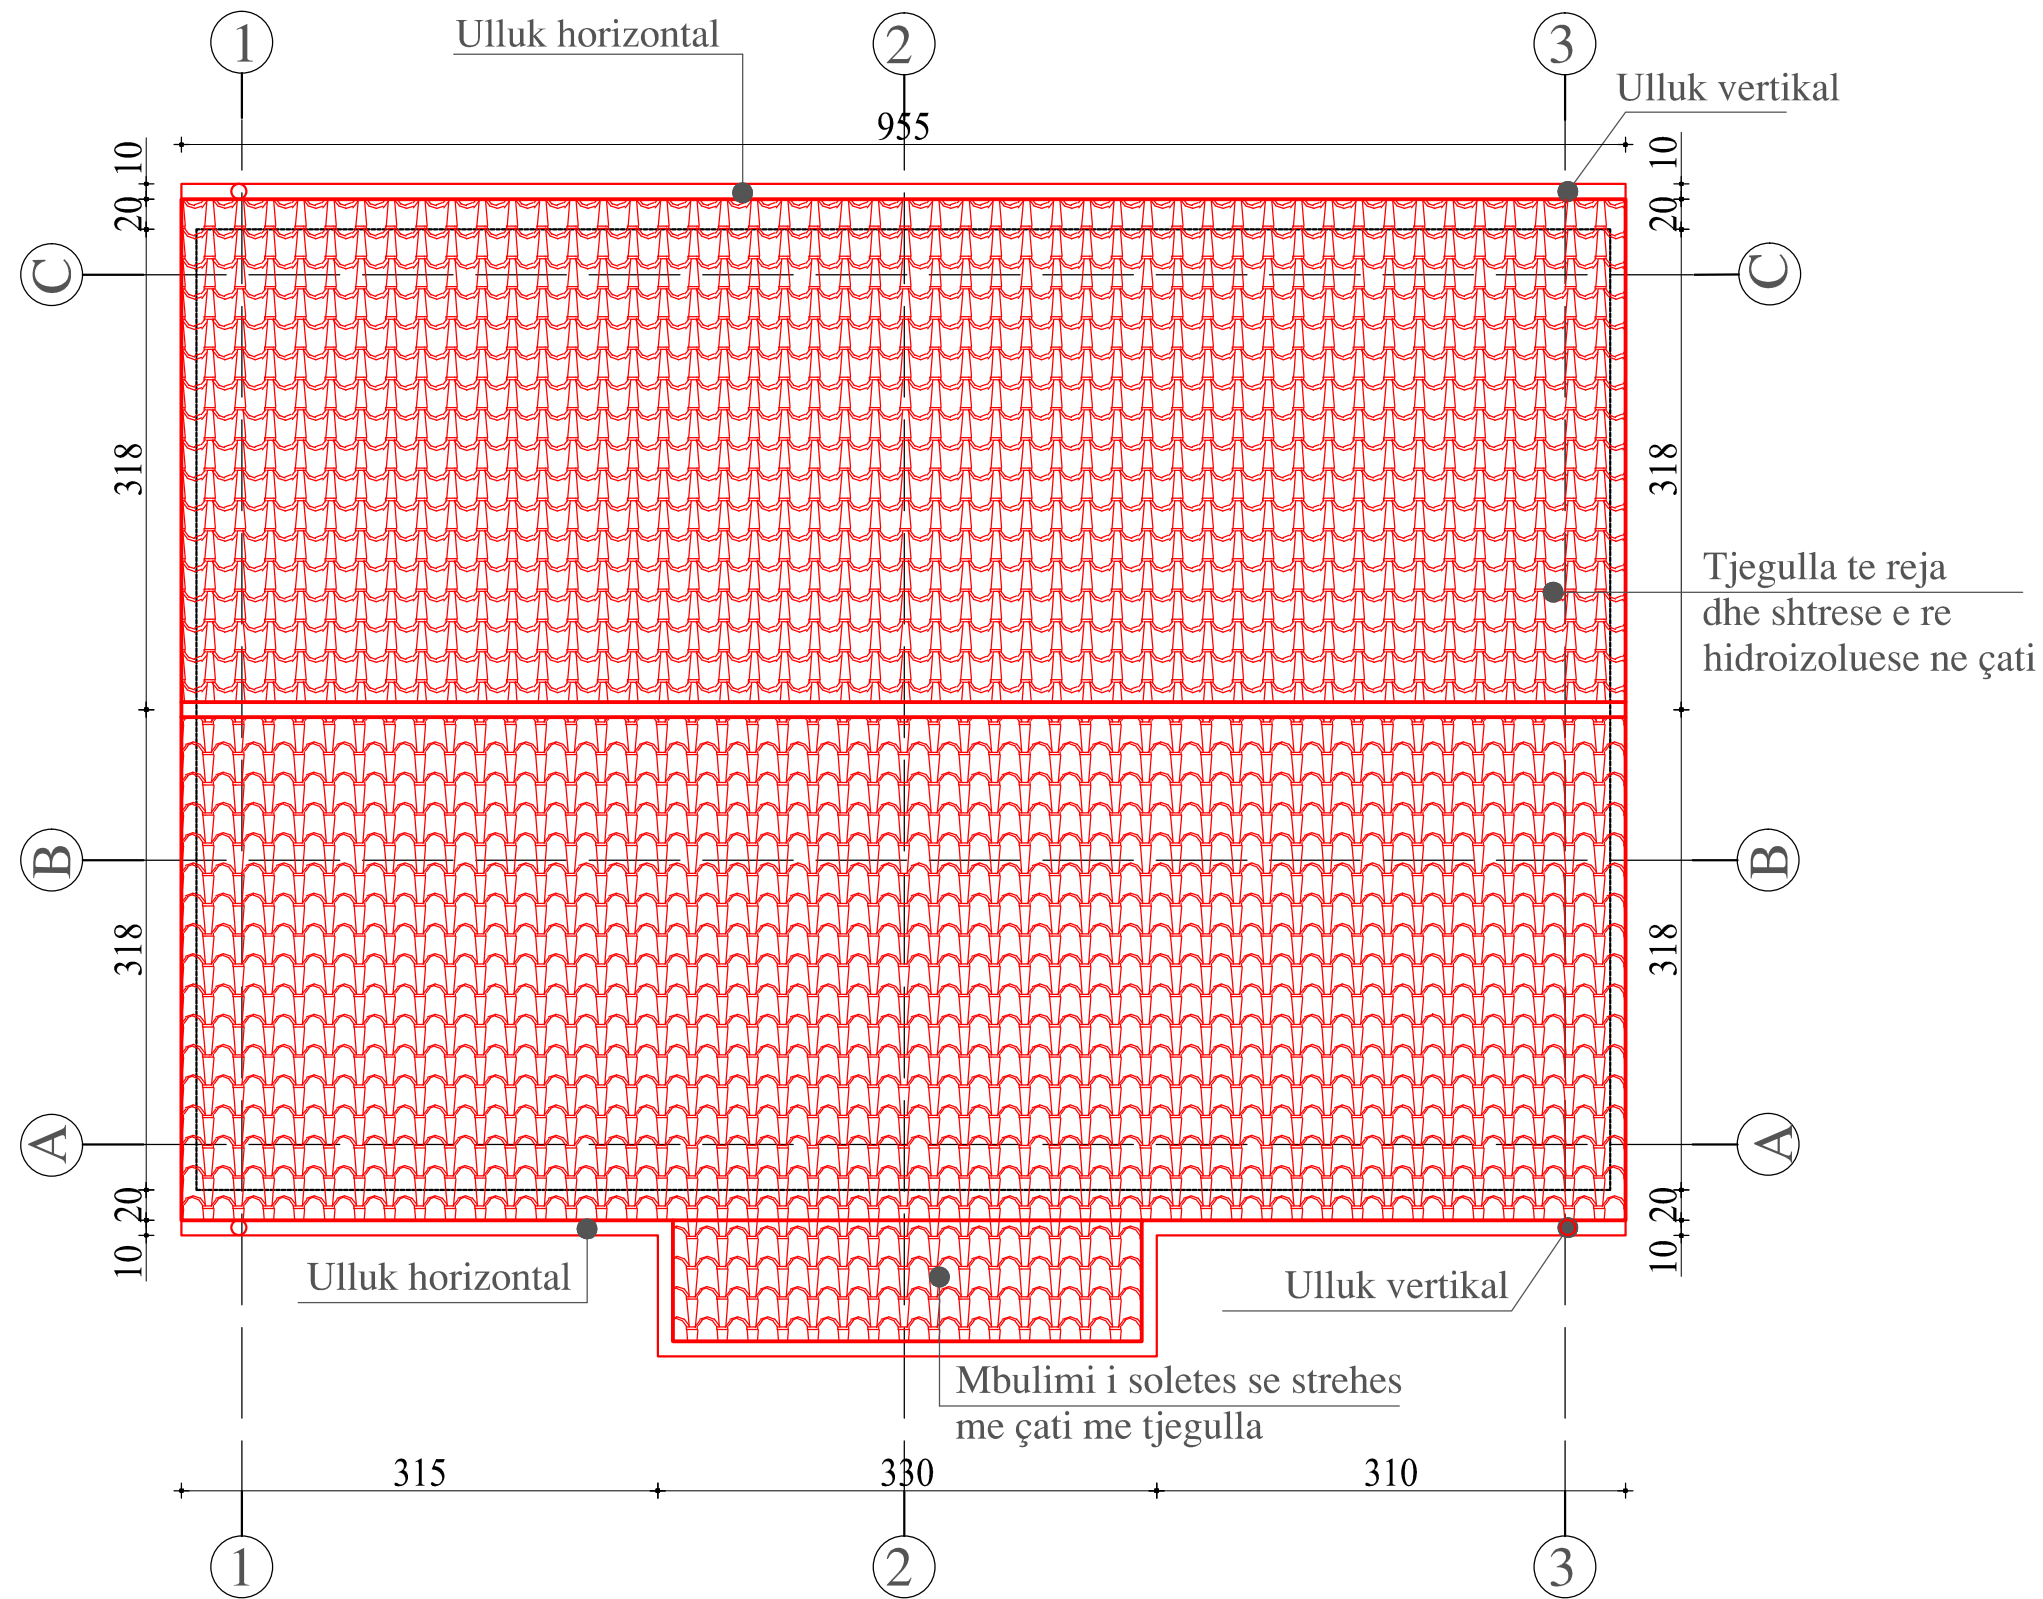 1
2
3
Ulluk horizontal
Ulluk vertikal
955
10
10
20
20
C
C
318
318
Tjegulla te reja
dhe shtrese e re
hidroizoluese ne çati
B
B
318
318
A
A
20
20
10
10
Ulluk horizontal
Ulluk vertikal
Mbulimi i soletes se strehes
me çati me tjegulla
315
330
310
1
2
3